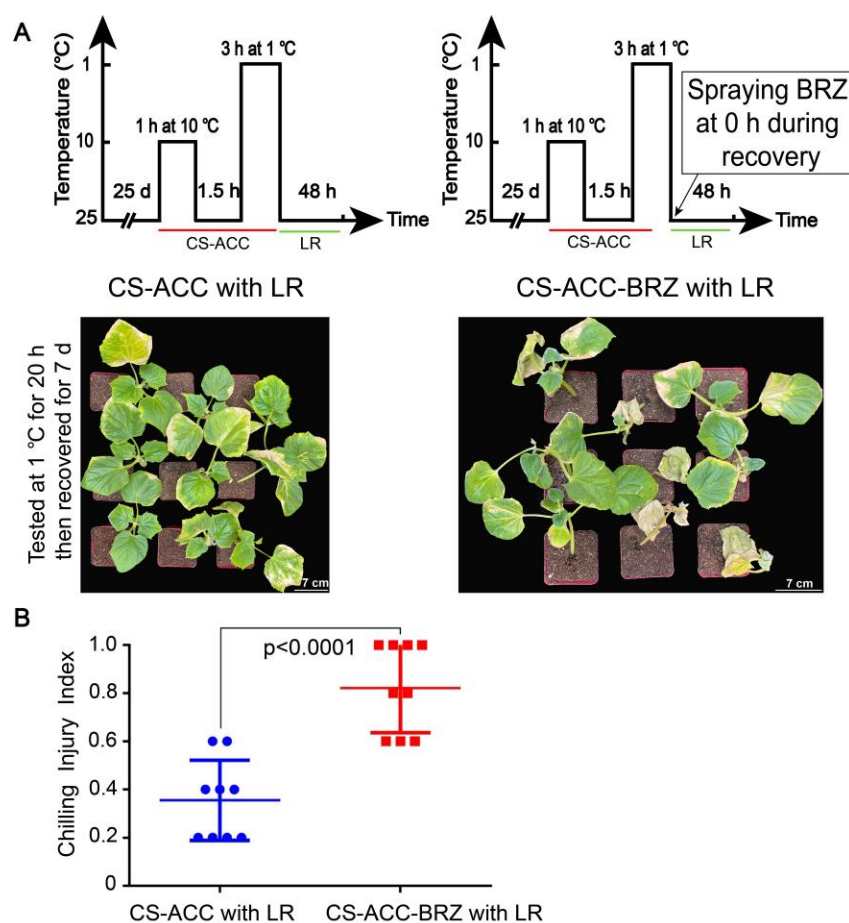 A
Temperature (°C)
1
10
25
3 h at 1 °C
1 h at 10 °C
25 d
1.5 h
48 h
Time
CS-ACC
LR
CS-ACC with LR
Temperature (°C)
1
10
25
3 h at 1 °C
1 h at 10 °C
25 d
1.5 h
48 h
Spraying BRZ
at 0 h during
recovery
Time
CS-ACC
LR
CS-ACC-BRZ with LR
Tested at 1 °C for 20 h
then recovered for 7 d
7 cm
7 cm
B
Chilling Injury Index
1.0
0.8
0.6
0.4
0.2
0
p<0.0001
CS-ACC with LR
CS-ACC-BRZ with LR